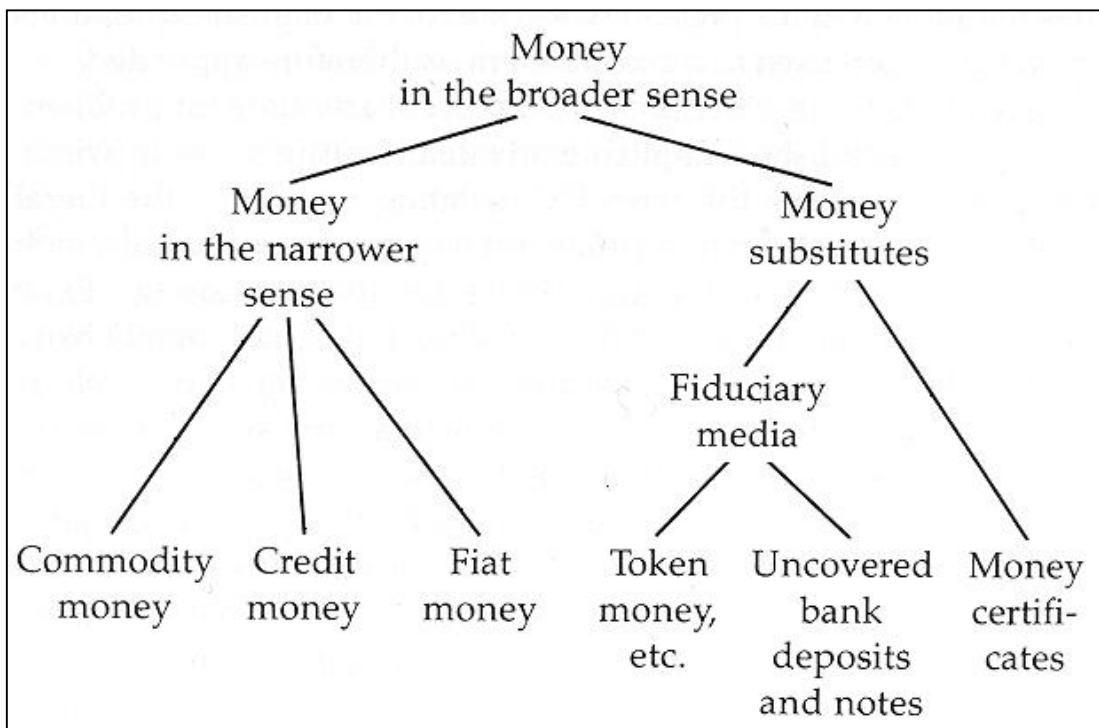 Money
in the broader sense
Money
in the narrower
sense
Money
substitutes
Fiduciary
media
Commodity
money
Credit
money
Fiat
money
Token
money,
etc.
Uncovered
bank
deposits
and notes
Money
certifi-
cates